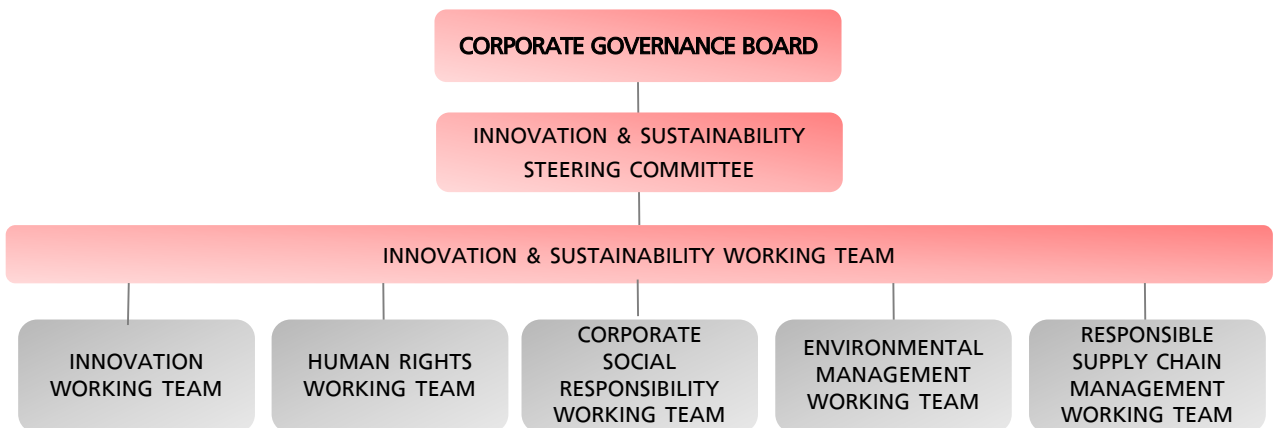 CORPORATE GOVERNANCE BOARD
INNOVATION & SUSTAINABILITY
STEERING COMMITTEE
INNOVATION & SUSTAINABILITY WORKING TEAM
INNOVATION
WORKING TEAM
HUMAN RIGHTS
WORKING TEAM
CORPORATE
SOCIAL
RESPONSIBILITY
WORKING TEAM
ENVIRONMENTAL
MANAGEMENT
WORKING TEAM
RESPONSIBLE
SUPPLY CHAIN
MANAGEMENT
WORKING TEAM